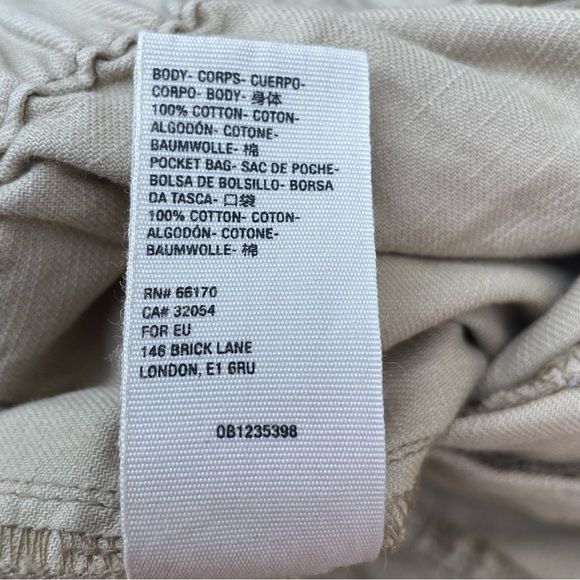 BODY- CORPS- CUERPO-
CORPO- BODY- 身体
100% COTTON- COTON-
ALGODÓN- COTONE-
BAUMWOLLE- 棉
POCKET BAG- SAC DE POCHE-
BOLSA DE BOLSILLO- BORSA
DA TASCA- 口袋
100% COTTON- COTON-
ALGODÓN- COTONE-
BAUMWOLLE- 棉
RN# 66170
CA# 32054
FOR EU
146 BRICK LANE
LONDON, E1 6RU
OB1235398